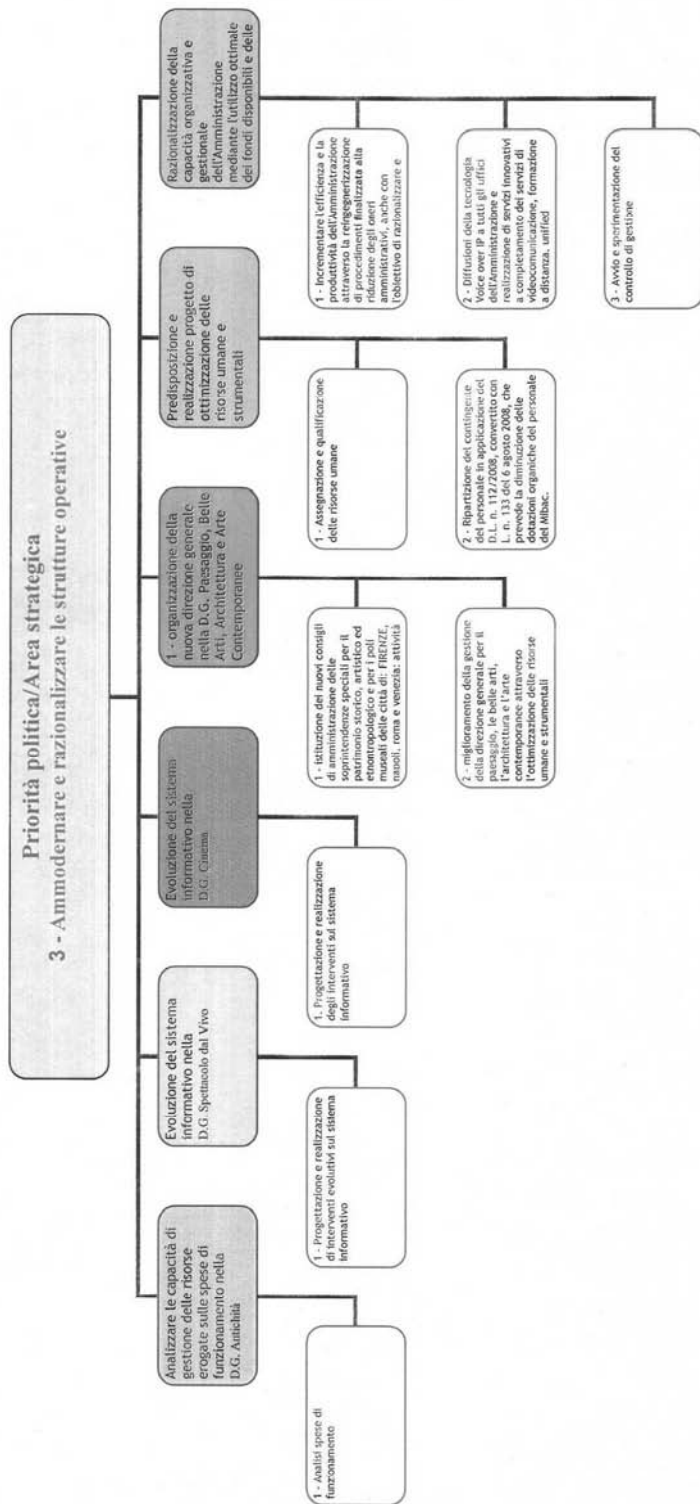 Priorità politica/Area strategica
3 - Ammodernare e razionalizzare le strutture operative
Analizzare le capacità di
gestione delle risorse
erogate sulle spese di
funzionamento nella
D.G. Antichità
1 - Analisi spese di
funzionamento
Evoluzione del sistema
informativo nella
D.G. Spettacolo dal Vivo
1 - Progettazione e realizzazione
di interventi evolutivi sul sistema
informativo
Evoluzione del sistema
informativo nella
D.G. Cinema
1. Progettazione e realizzazione
degli interventi sul sistema
informativo
1 - organizzazione della
nuova direzione generale
nella D.G. Paesaggio, Belle
Arti, Architettura e Arte
Contemporanee
1 - istituzione dei nuovi consigli
di amministrazione delle
soprintendenze speciali per il
patrimonio storico, artistico ed
etnontropologico e per i poli
museali delle città di: FIRENZE,
napoli, roma e venezia: attività
2 - miglioramento della gestione
della direzione generale per il
paesaggio, le belle arti,
l'architettura e l'arte
contemporanee attraverso
l'ottimizzazione delle risorse
umane e strumentali
Predisposizione e
realizzazione progetto di
ottimizzazione delle
risorse umane e
strumentali
1 - Assegnazione e qualificazione
delle risorse umane
2 - Ripartizione del contingente
del personale in applicazione del
D.L. n. 112/2008, convertito con
L. n. 133 del 6 agosto 2008, che
prevede la diminuzione delle
dotazioni organiche del personale
del Mibac.
Razionalizzazione della
capacità organizzativa e
gestionale
dell'Amministrazione
mediante l'utilizzo ottimale
dei fondi disponibili e delle
1 - Incrementare l'efficienza e la
produttività dell'Amministrazione
attraverso la reingegnerizzazione
di procedimenti finalizzata alla
riduzione degli oneri
amministrativi, anche con
l'obiettivo di razionalizzare e
2 - Diffusioni della tecnologia
Voice over IP a tutti gli uffici
dell'Amministrazione e
realizzazione di servizi innovativi
a completamento dei servizi di
videocomunicazione, formazione
a distanza, unified
3 - Avvio e sperimentazione del
controllo di gestione